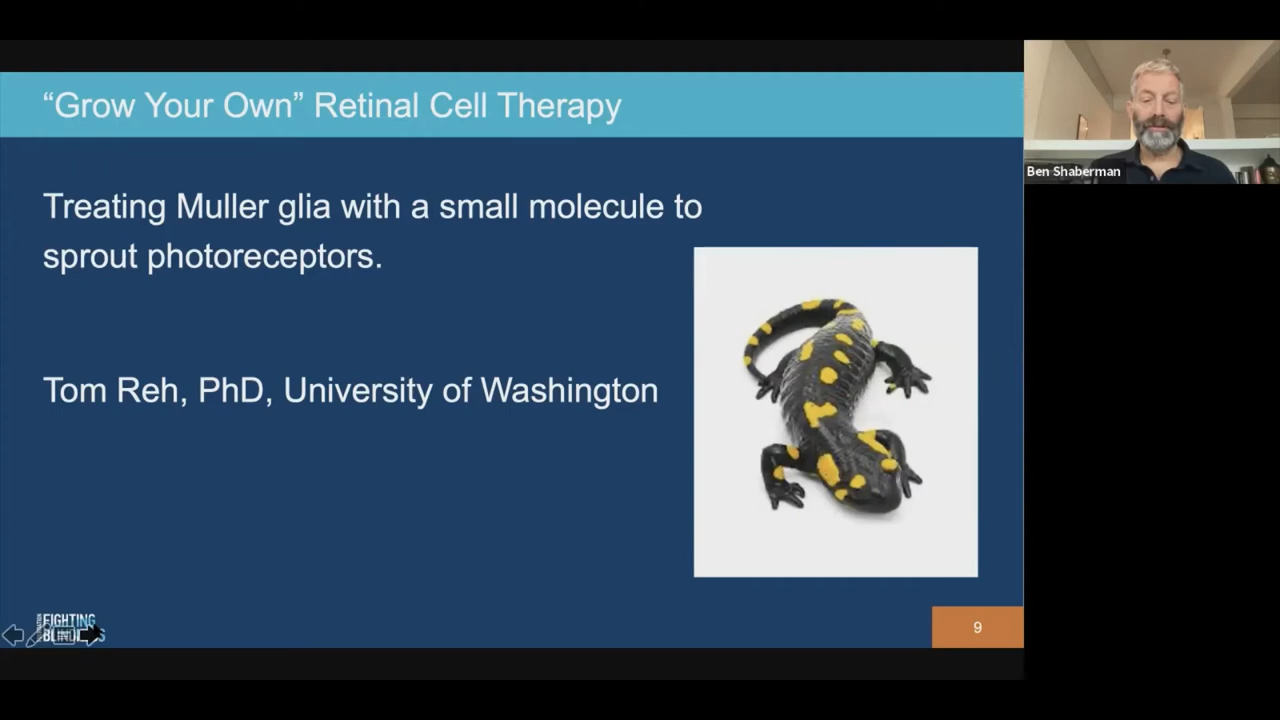 “Grow Your Own” Retinal Cell Therapy
Treating Muller glia with a small molecule to
sprout photoreceptors.
Tom Reh, PhD, University of Washington
Ben Shaberman
FIGHTING
9